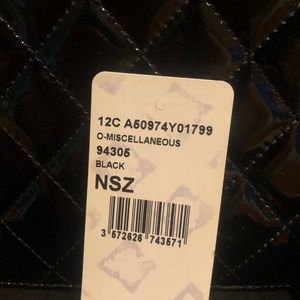 12C A50974Y01799
O-MISCELLANEOUS
94305
BLACK
NSZ
3 572626 743571